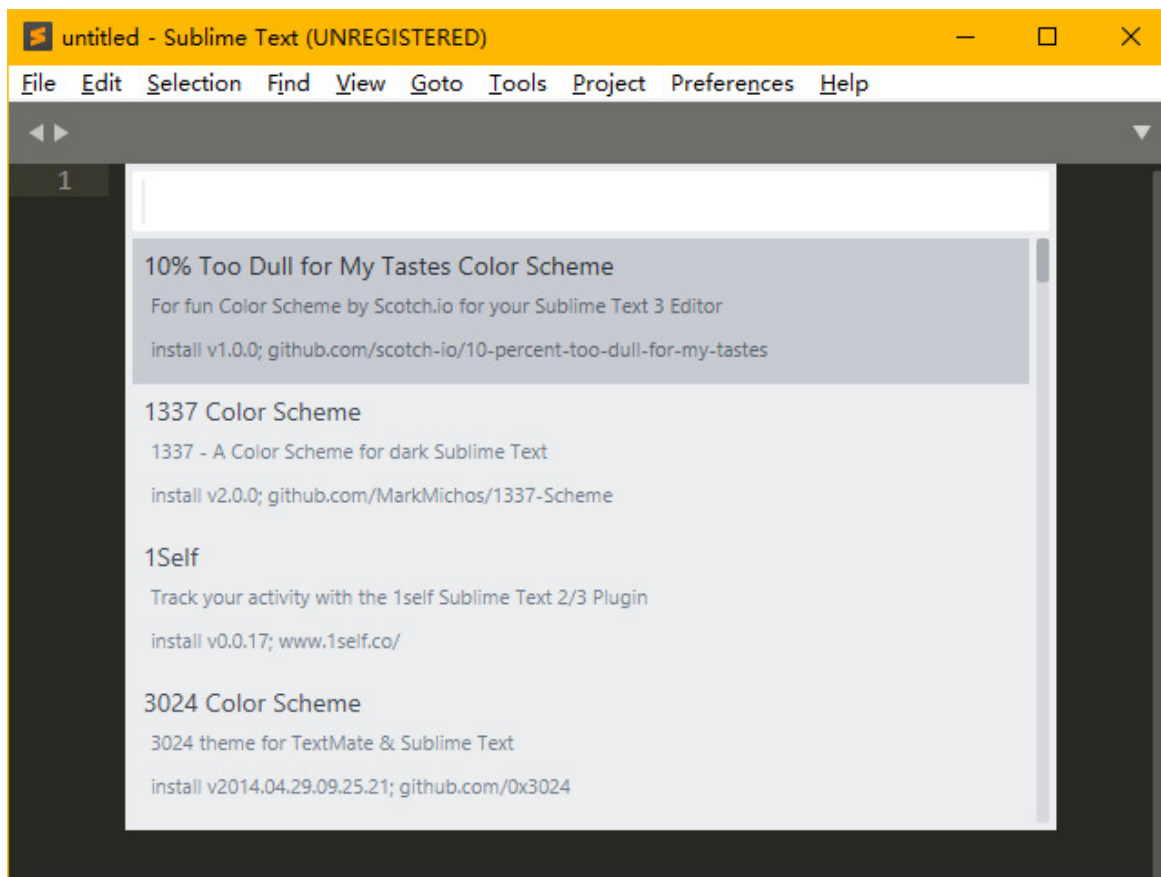 untitled - Sublime Text (UNREGISTERED)
File Edit Selection Find View Goto Tools Project Preferences Help
1
10% Too Dull for My Tastes Color Scheme
For fun Color Scheme by Scotch.io for your Sublime Text 3 Editor
install v1.0.0; github.com/scotch-io/10-percent-too-dull-for-my-tastes
1337 Color Scheme
1337 - A Color Scheme for dark Sublime Text
install v2.0.0; github.com/MarkMichos/1337-Scheme
1Self
Track your activity with the 1self Sublime Text 2/3 Plugin
install v0.0.17; www.1self.co/
3024 Color Scheme
3024 theme for TextMate & Sublime Text
install v2014.04.29.09.25.21; github.com/0x3024